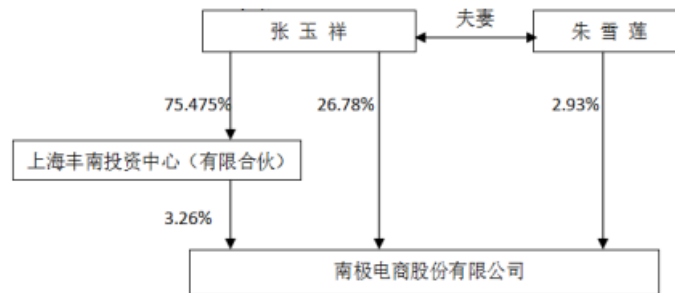 张 玉 祥
夫妻
朱 雪 莲
75.475%
26.78%
2.93%
上海丰南投资中心（有限合伙）
3.26%
南极电商股份有限公司